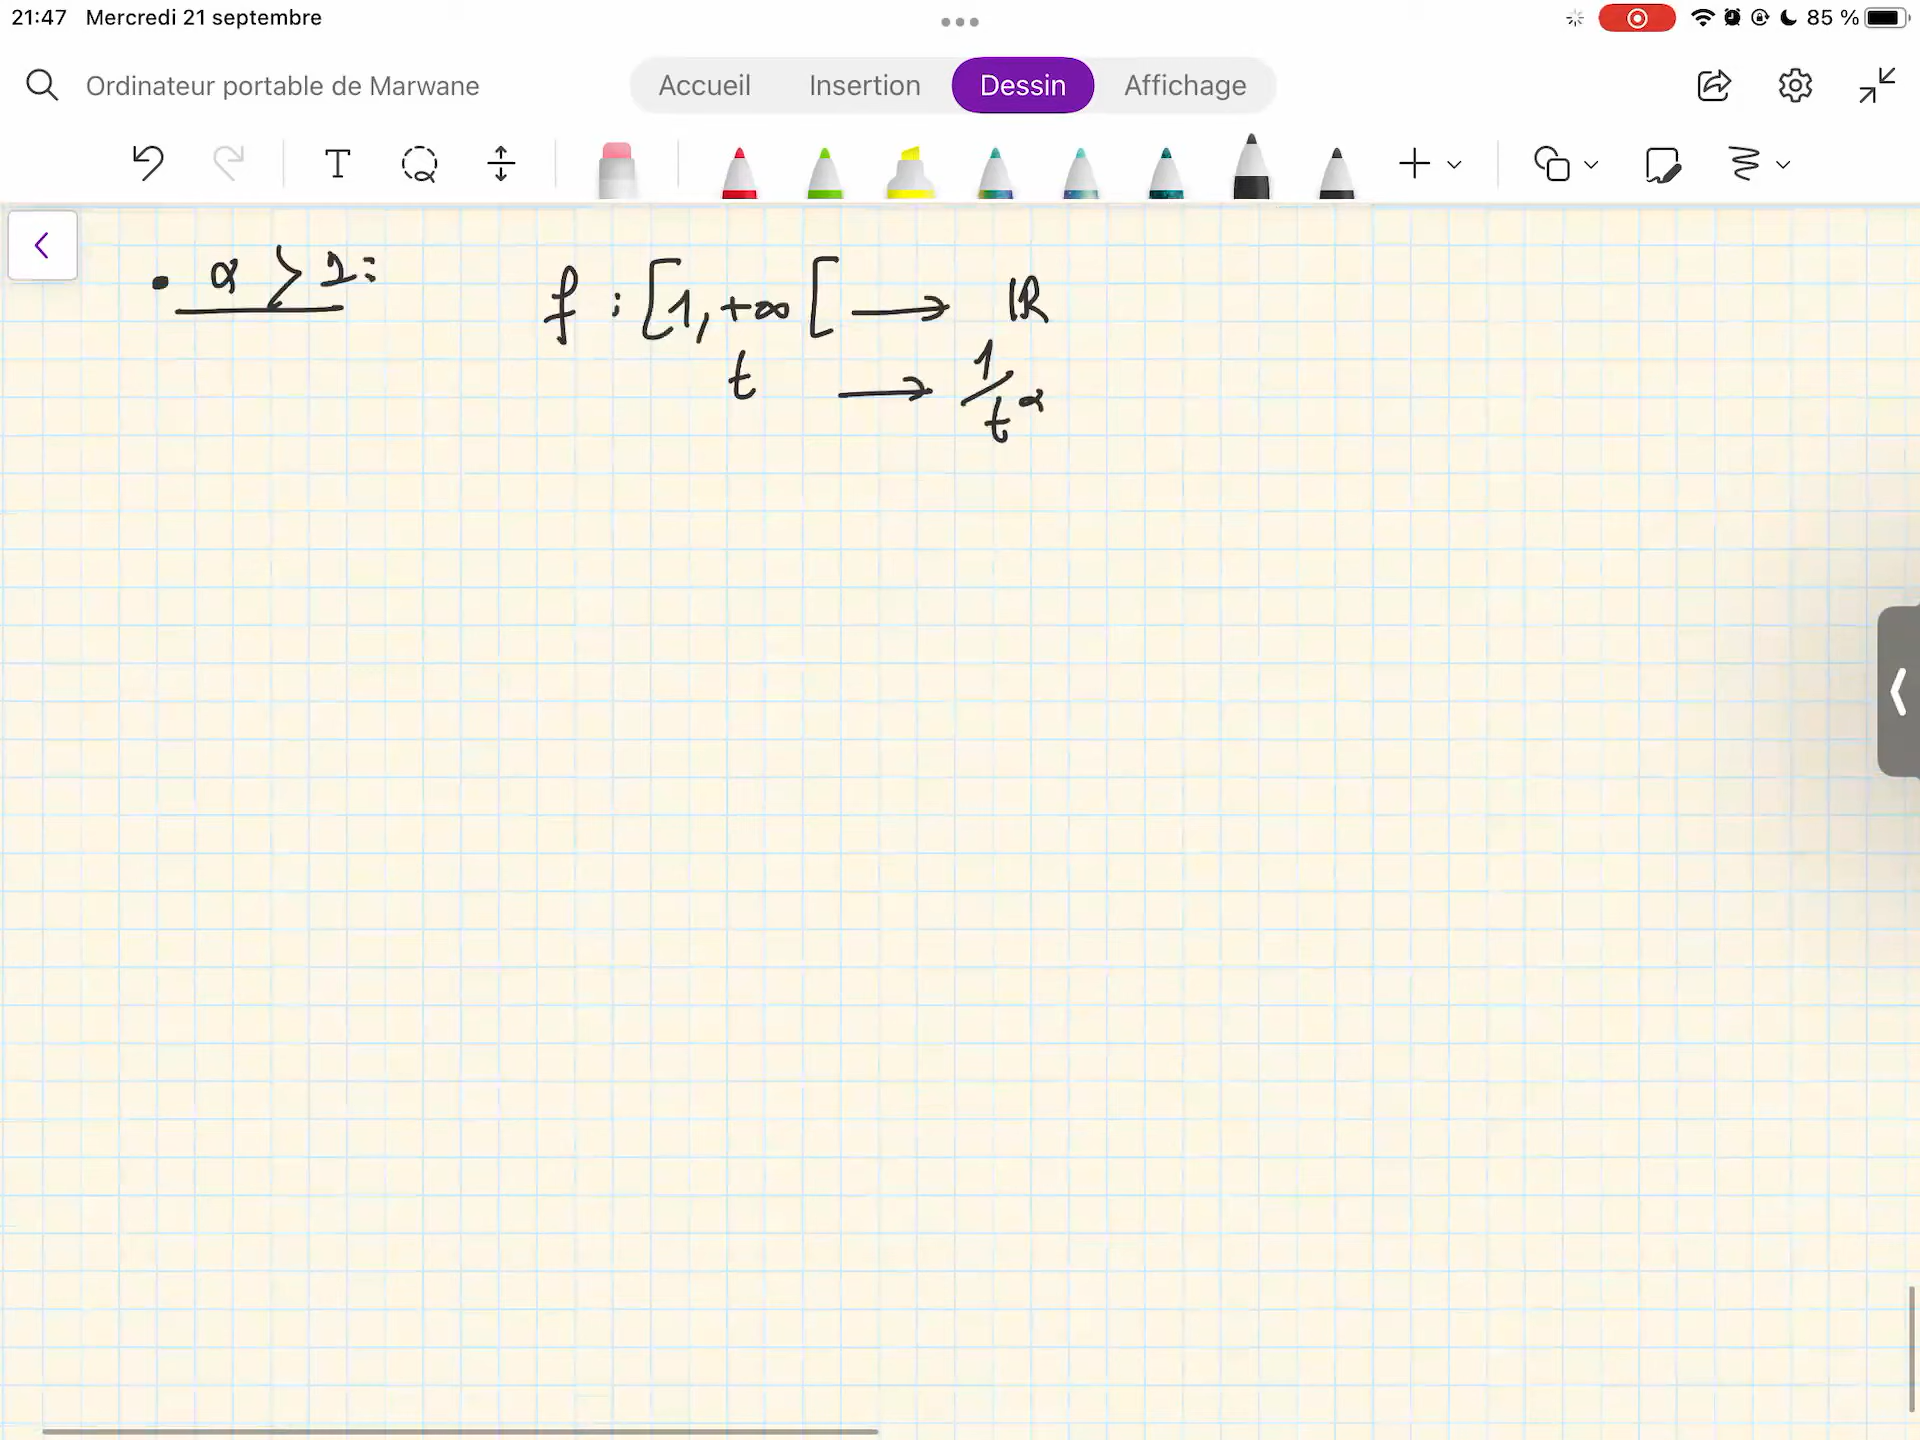 21:47 Mercredi 21 septembre 85 %
Ordinateur portable de Marwane Accueil Insertion Dessin Affichage
T
• α > 1 : f : [1, +∞[ ⟶ ℝ
t ⟶ 1/t^α